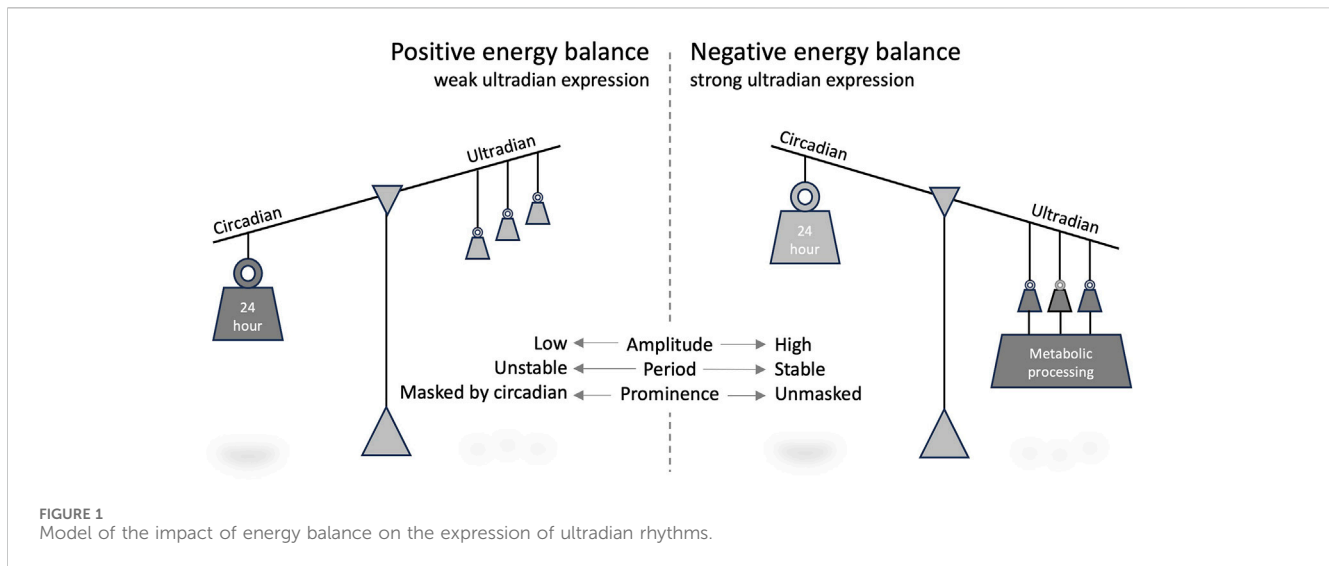 Positive energy balance
weak ultradian expression
Negative energy balance
strong ultradian expression
Circadian
Ultradian
24
hour
Circadian
Ultradian
24
hour
Metabolic
processing
Low Amplitude High
Unstable Period Stable
Masked by circadian Prominence Unmasked
FIGURE 1
Model of the impact of energy balance on the expression of ultradian rhythms.